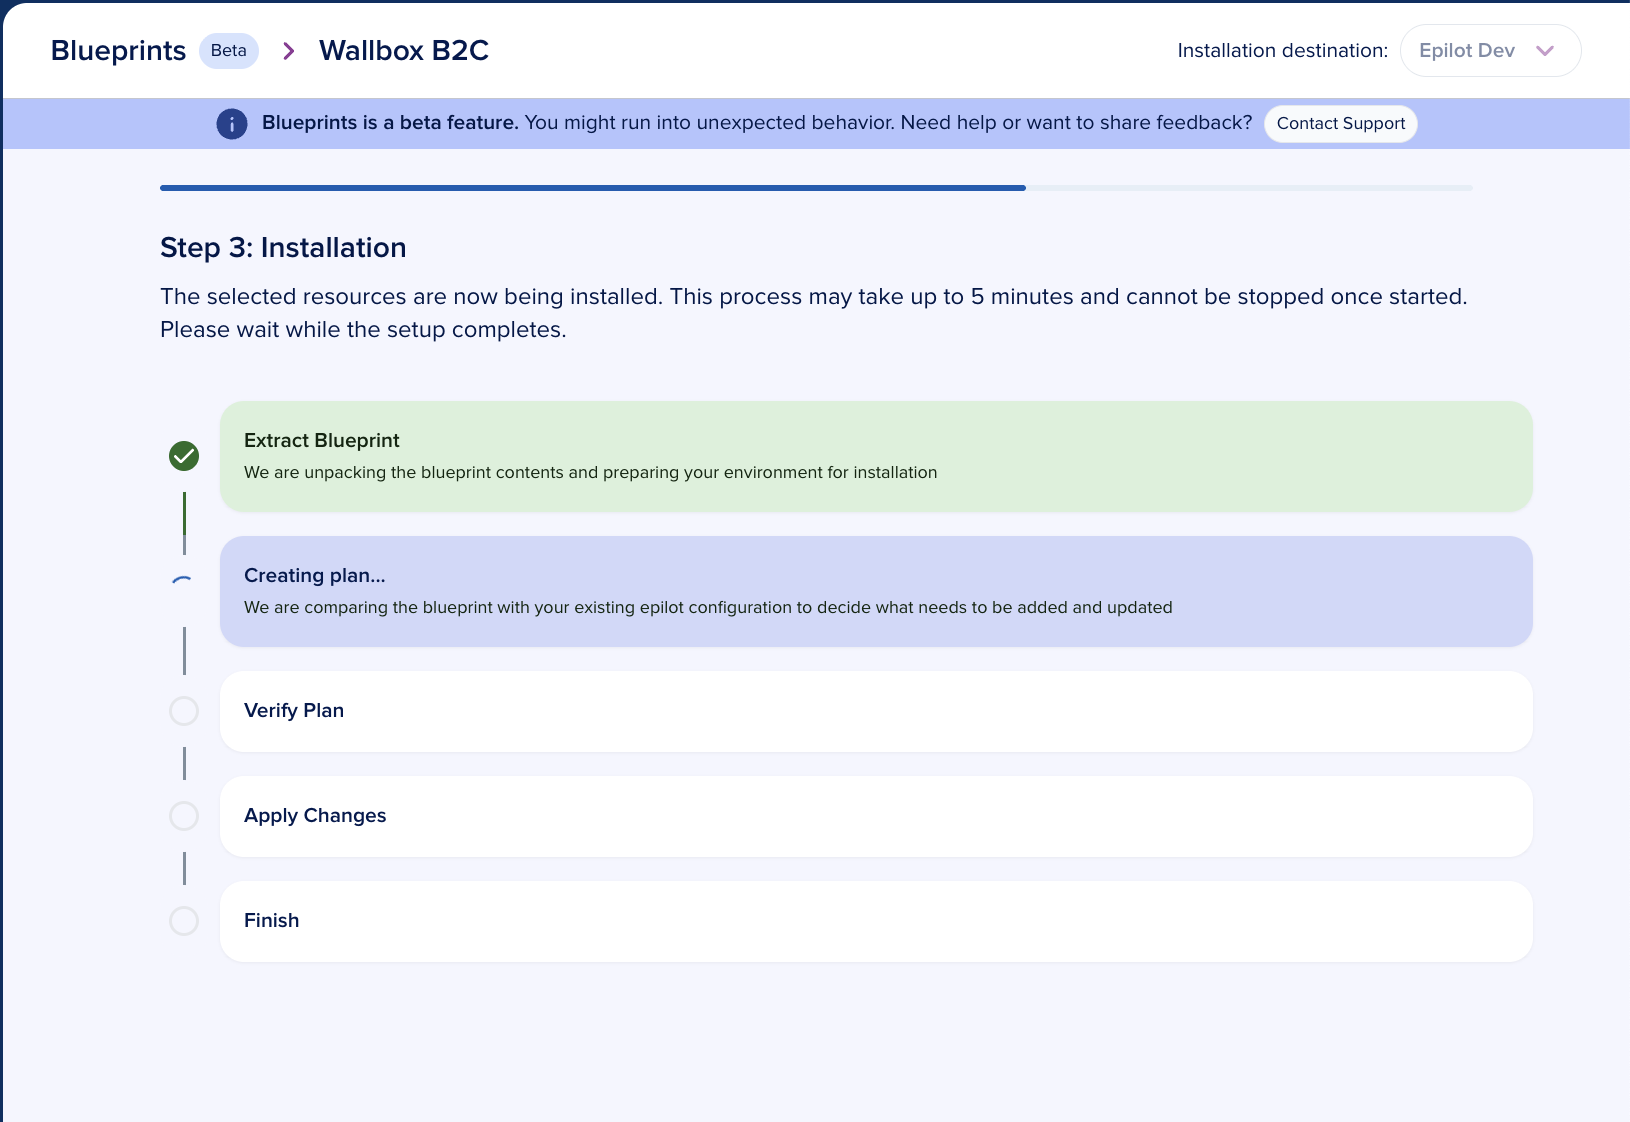 Blueprints Beta Wallbox B2C Installation destination: Epilot Dev
Blueprints is a beta feature. You might run into unexpected behavior. Need help or want to share feedback? Contact Support
Step 3: Installation
The selected resources are now being installed. This process may take up to 5 minutes and cannot be stopped once started.
Please wait while the setup completes.
Extract Blueprint
We are unpacking the blueprint contents and preparing your environment for installation
Creating plan...
We are comparing the blueprint with your existing epilot configuration to decide what needs to be added and updated
Verify Plan
Apply Changes
Finish